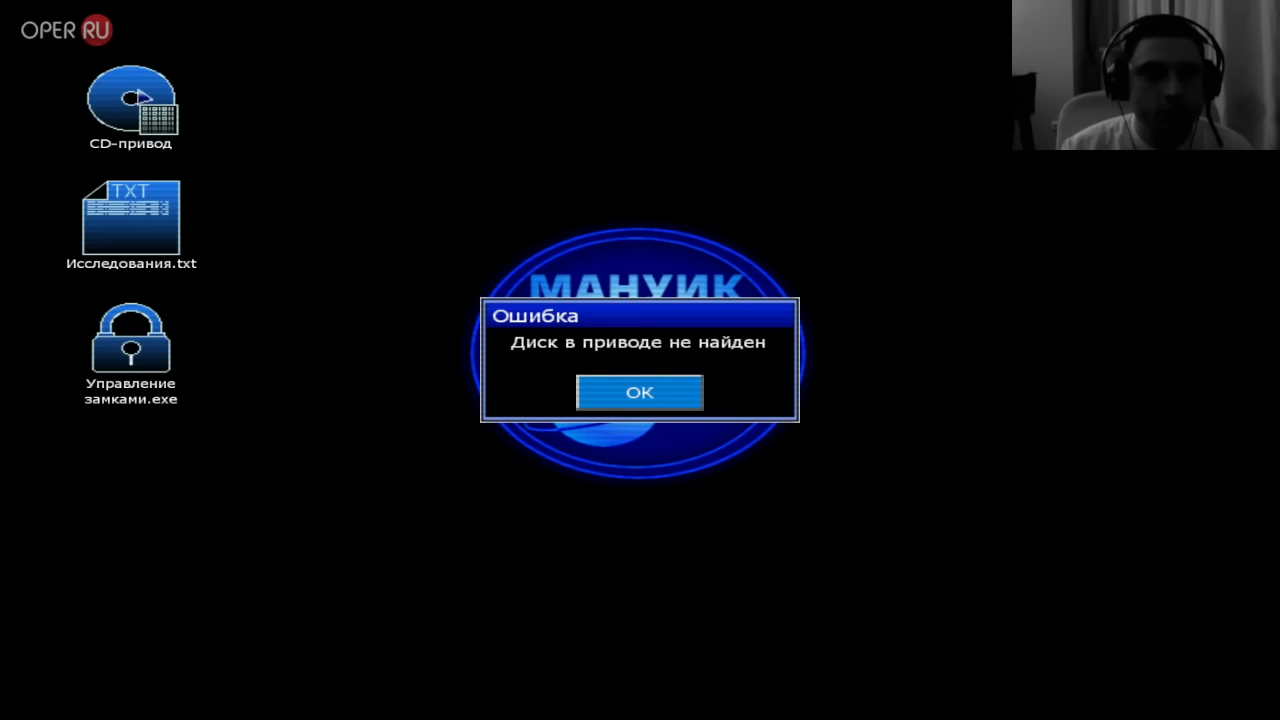 OPER RU
CD-привод
TXT
Исследования.txt
Управление
замками.exe
МАНУИК
Ошибка
Диск в приводе не найден
OK